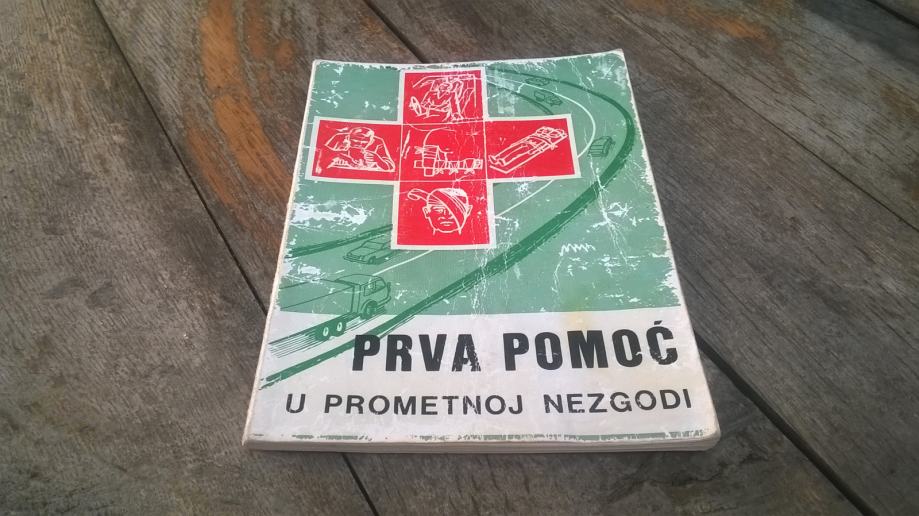 PRVA POMOĆ
U PROMETNOJ NEZGODI